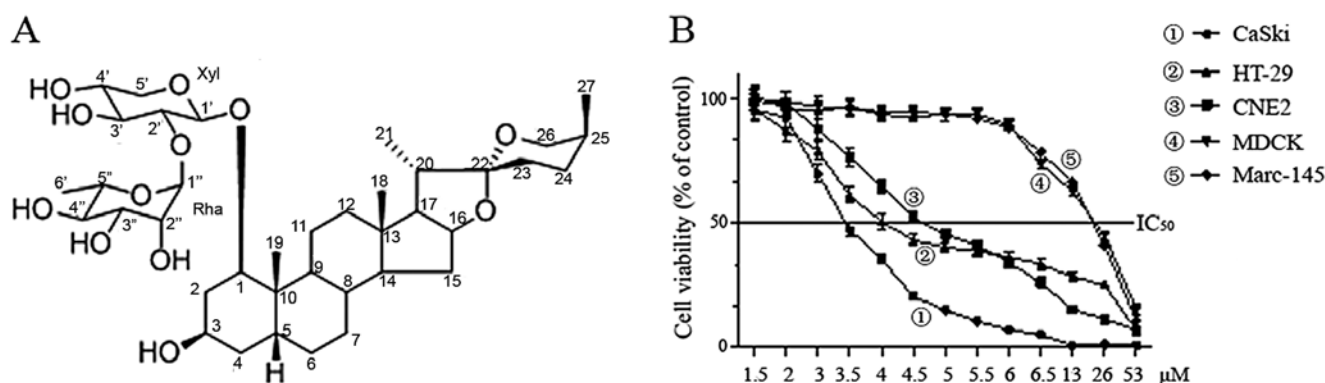 A
HO
4'
5'
O
Xyl
HO
3'
2'
1'
O
O
6'
5"
O
1"
HO
4"
Rha
HO
3"
2"
HO
OH
21
20
22
O
26
27
25
23
24
18
17
16
O
12
13
11
19
14
15
1
9
8
2
10
3
5
7
HO
4
6
H
B
Cell viability (% of control)
100
50
0
IC50
① CaSki
② HT-29
③ CNE2
④ MDCK
⑤ Marc-145
③
②
①
④
⑤
1.5 2 3 3.5 4 4.5 5 5.5 6 6.5 13 26 53 μM